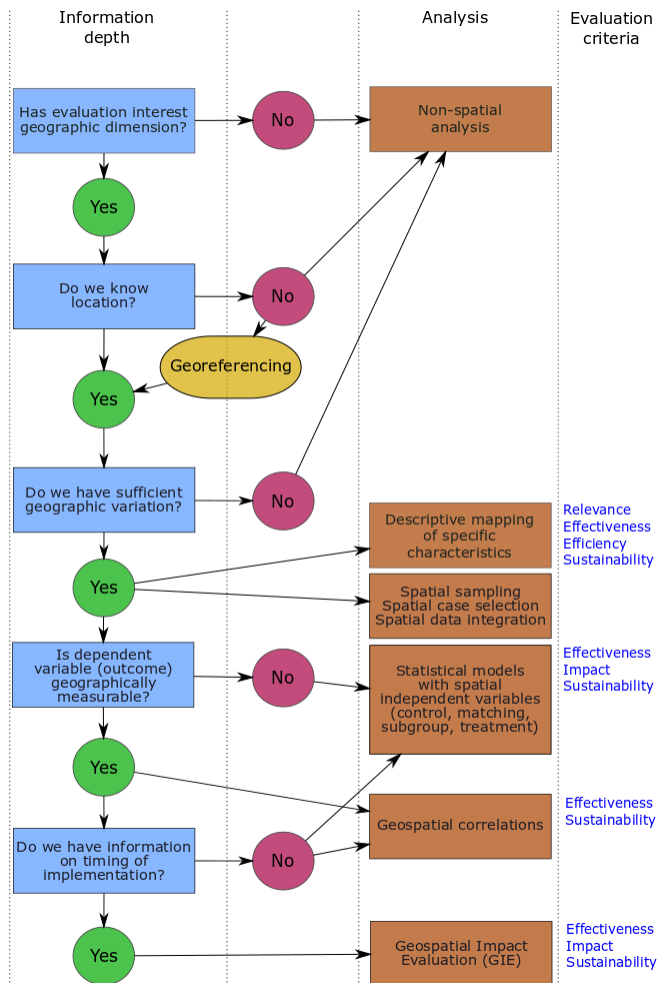 Information
depth
Analysis
Evaluation
criteria
Has evaluation interest
geographic dimension?
No
Non-spatial
analysis
Yes
Do we know
location?
No
Georeferencing
Yes
Do we have sufficient
geographic variation?
No
Descriptive mapping
of specific
characteristics
Relevance
Effectiveness
Efficiency
Sustainability
Yes
Spatial sampling
Spatial case selection
Spatial data integration
Is dependent
variable (outcome)
geographically
measurable?
No
Statistical models
with spatial
independent variables
(control, matching,
subgroup, treatment)
Effectiveness
Impact
Sustainability
Yes
Geospatial correlations
Effectiveness
Sustainability
Do we have information
on timing of
implementation?
No
Yes
Geospatial Impact
Evaluation (GIE)
Effectiveness
Impact
Sustainability